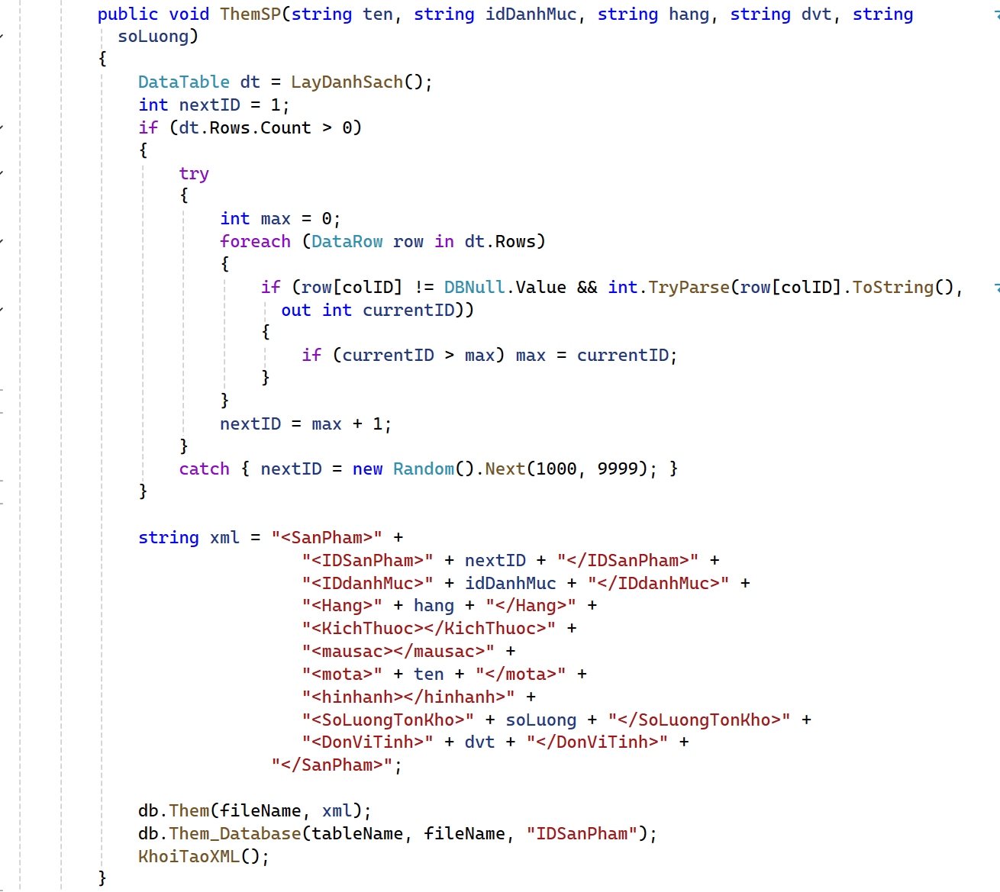 public void ThemSP(string ten, string idDanhMuc, string hang, string dvt, string
soLuong)
{
DataTable dt = LayDanhSach();
int nextID = 1;
if (dt.Rows.Count > 0)
{
try
{
int max = 0;
foreach (DataRow row in dt.Rows)
{
if (row[colID] != DBNull.Value && int.TryParse(row[colID].ToString(),
out int currentID))
{
if (currentID > max) max = currentID;
}
}
nextID = max + 1;
}
catch { nextID = new Random().Next(1000, 9999); }
}
string xml = "<SanPham>" +
"<IDSanPham>" + nextID + "</IDSanPham>" +
"<IDdanhMuc>" + idDanhMuc + "</IDdanhMuc>" +
"<Hang>" + hang + "</Hang>" +
"<KichThuoc></KichThuoc>" +
"<mausac></mausac>" +
"<mota>" + ten + "</mota>" +
"<hinhanh></hinhanh>" +
"<SoLuongTonKho>" + soLuong + "</SoLuongTonKho>" +
"<DonViTinh>" + dvt + "</DonViTinh>" +
"</SanPham>";
db.Them(fileName, xml);
db.Them_Database(tableName, fileName, "IDSanPham");
KhoiTaoXML();
}